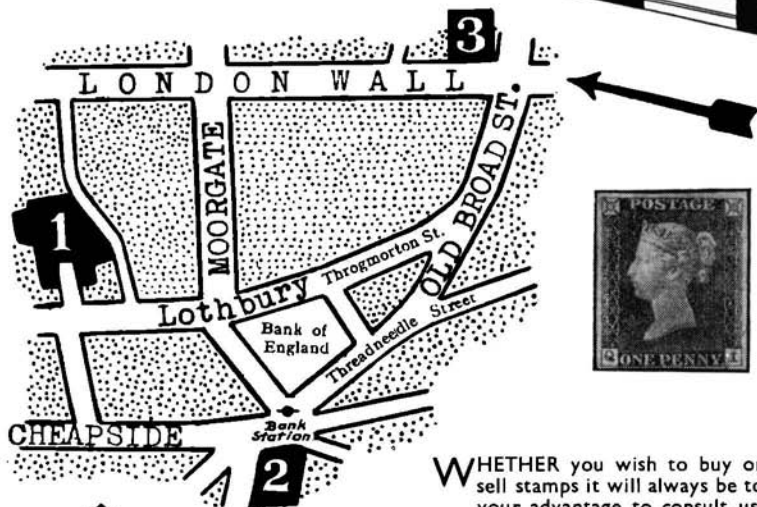 3
LONDON WALL
MOORGATE
OLD BROAD ST.
1
Throgmorton St.
Lothbury
Bank of
England
Threadneedle Street
CHEAPSIDE
Bank
Station
2
POSTAGE
ONE PENNY
WHETHER you wish to buy or
sell stamps it will always be to
your advantage to consult us